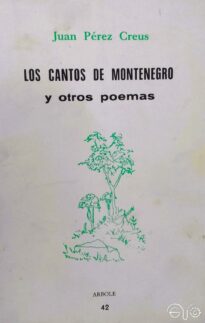 Juan Pérez Creus
LOS CANTOS DE MONTENEGRO
y otros poemas
ARBOLE
42